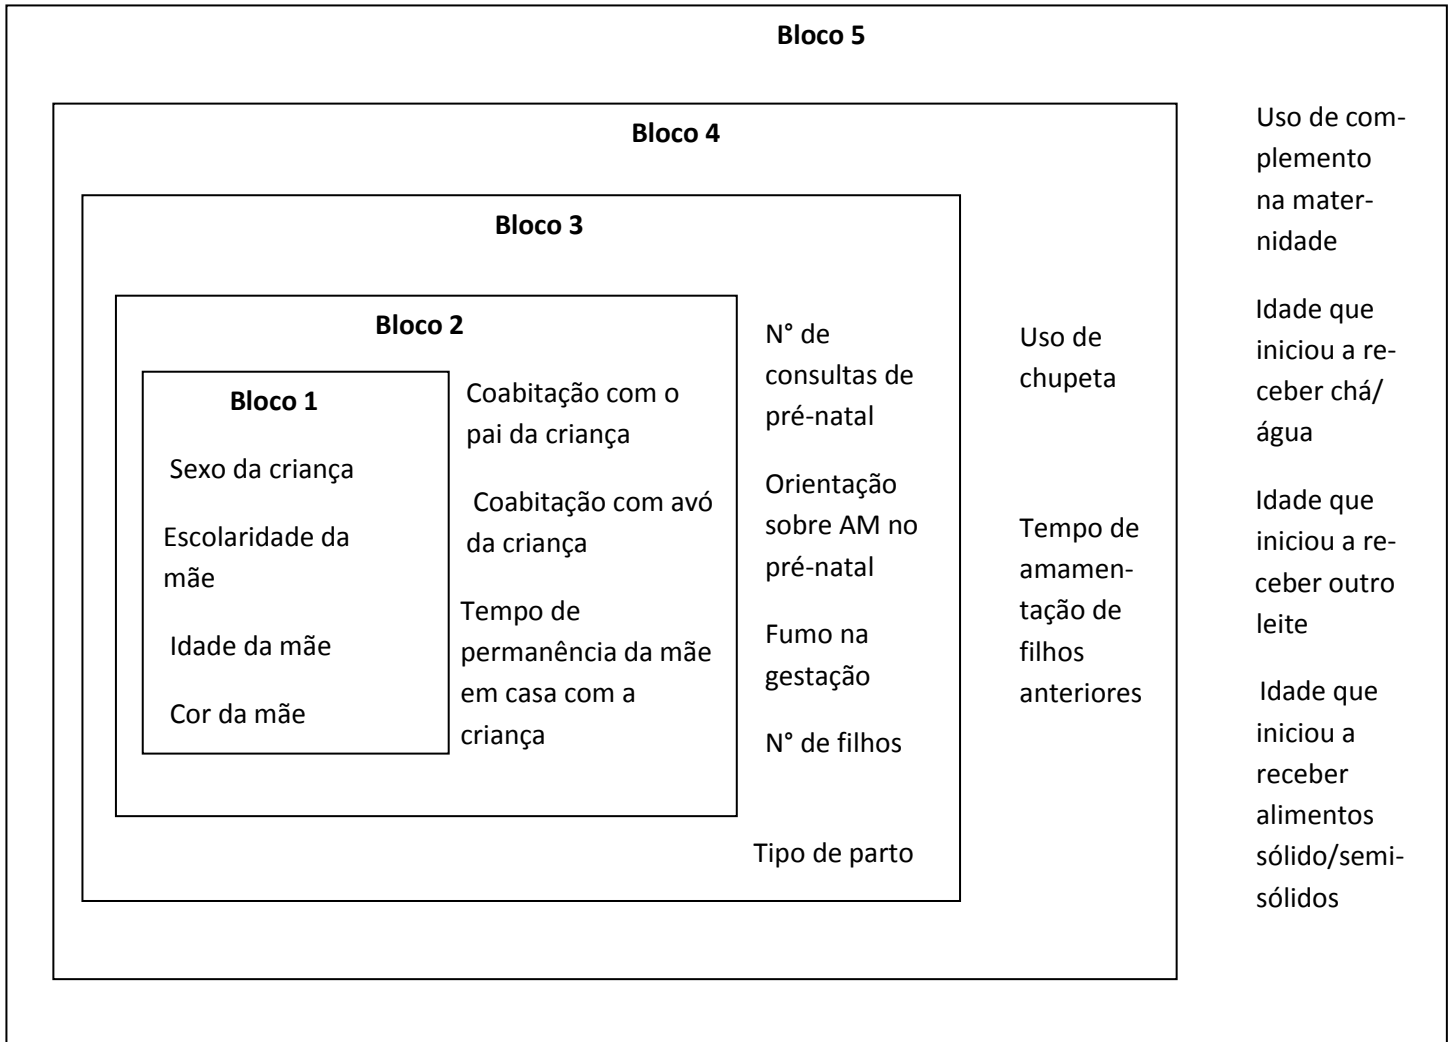 Bloco 5
Bloco 4
Bloco 3
Bloco 2
Bloco 1
Sexo da criança
Escolaridade da
mãe
Idade da mãe
Cor da mãe
Coabitação com o
pai da criança
Coabitação com avó
da criança
Tempo de
permanência da mãe
em casa com a
criança
N° de
consultas de
pré-natal
Orientação
sobre AM no
pré-natal
Fumo na
gestação
N° de filhos
Tipo de parto
Uso de
chupeta
Tempo de
amamen-
tação de
filhos
anteriores
Uso de com-
plemento
na mater-
nidade
Idade que
iniciou a re-
ceber chá/
água
Idade que
iniciou a re-
ceber outro
leite
Idade que
iniciou a
receber
alimentos
sólido/semi-
sólidos